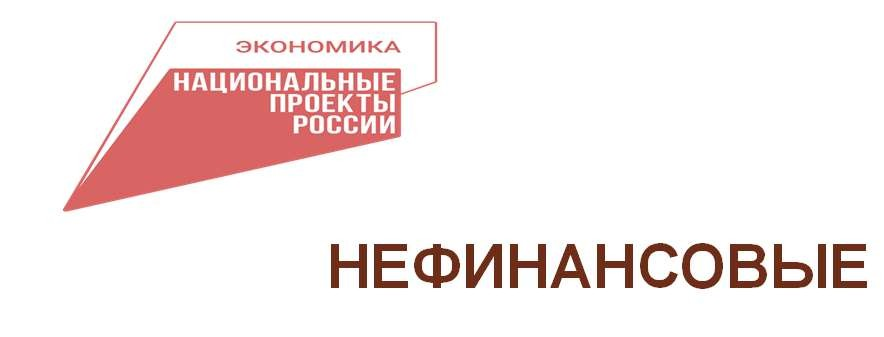 ЭКОНОМИКА
НАЦИОНАЛЬНЫЕ
ПРОЕКТЫ
РОССИИ
НЕФИНАНСОВЫЕ